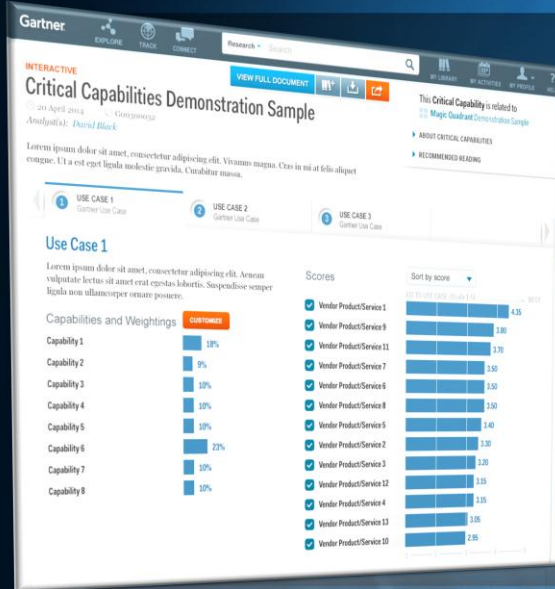 Gartner
EXPLORE
TRACK
CONNECT
Research
Search
MY LIBRARY
MY ACTIVITIES
MY PROFILE
INTERACTIVE
VIEW FULL DOCUMENT
Critical Capabilities Demonstration Sample
20 April 2014
Analyst(s): David Black
This Critical Capability is related to
Magic Quadrant Demonstration Sample
ABOUT CRITICAL CAPABILITIES
RECOMMENDED READING
Lorem ipsum dolor sit amet, consectetur adipiscing elit. Vivamus magna. Cras in mi at felis aliquet
congue. Ut a est eget ligula molestie gravida. Curabitur massa.
1 USE CASE 1
Gartner Use Case
2 USE CASE 2
Gartner Use Case
3 USE CASE 3
Gartner Use Case
Use Case 1
Lorem ipsum dolor sit amet, consectetur adipiscing elit. Aenean
vulputate lectus sit amet erat egestas lobortis. Suspendisse semper
ligula non ullamcorper ornare posuere.
Capabilities and Weightings CUSTOMIZE
Capability 1 18%
Capability 2 9%
Capability 3 10%
Capability 4 10%
Capability 5 10%
Capability 6 23%
Capability 7 10%
Capability 8 10%
Scores
Sort by score
Vendor Product/Service 1 4.35
Vendor Product/Service 9 3.80
Vendor Product/Service 11 3.70
Vendor Product/Service 7 3.50
Vendor Product/Service 6 3.50
Vendor Product/Service 8 3.50
Vendor Product/Service 5 3.40
Vendor Product/Service 2 3.30
Vendor Product/Service 3 3.20
Vendor Product/Service 12 3.15
Vendor Product/Service 4 3.15
Vendor Product/Service 13 3.05
Vendor Product/Service 10 2.95